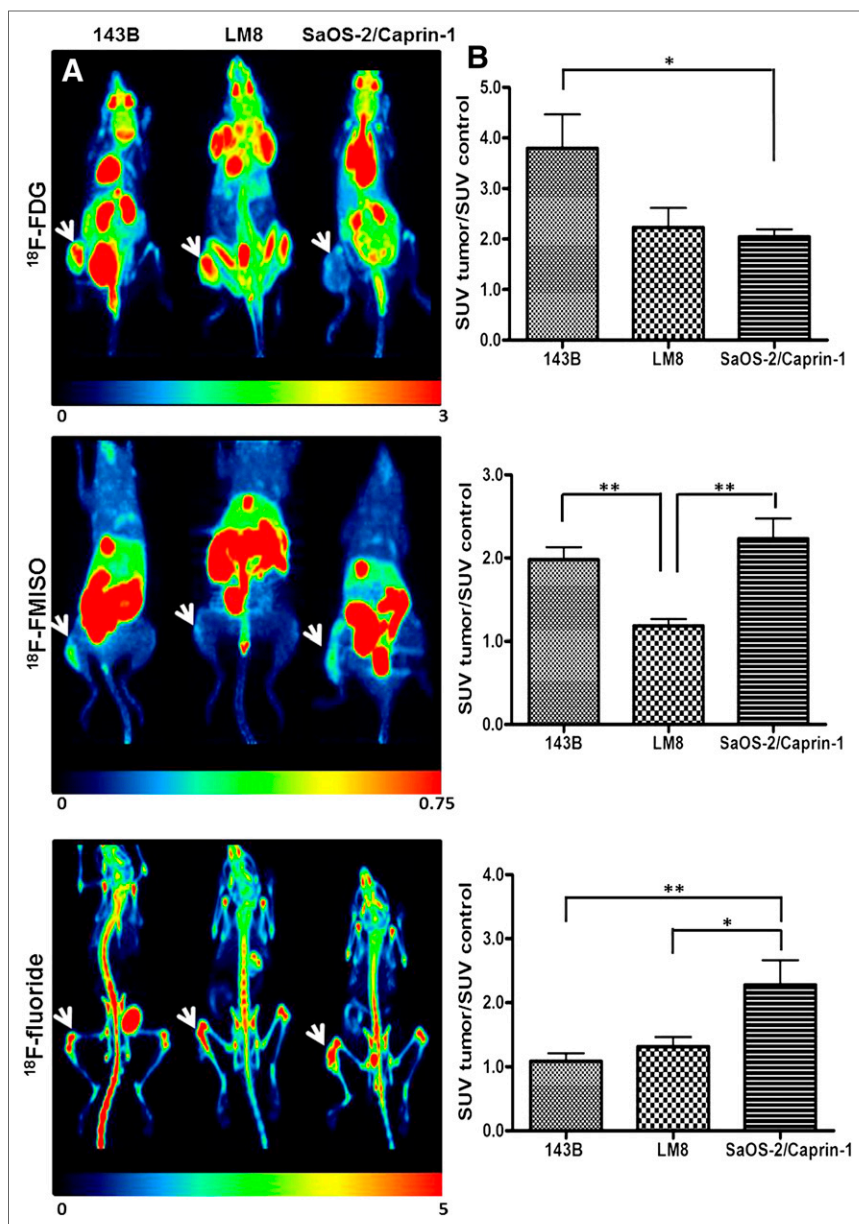 143B LM8 SaOS-2/Caprin-1
A
B
¹⁸F-FDG
0 3
SUV tumor/SUV control
5.0
4.0
3.0
2.0
1.0
0.0
*
143B LM8 SaOS-2/Caprin-1
¹⁸F-FMISO
0 0.75
SUV tumor/SUV control
3.0
2.0
1.0
0.0
** **
143B LM8 SaOS-2/Caprin-1
¹⁸F-fluoride
0 5
SUV tumor/SUV control
4.0
3.0
2.0
1.0
0.0
**
*
143B LM8 SaOS-2/Caprin-1